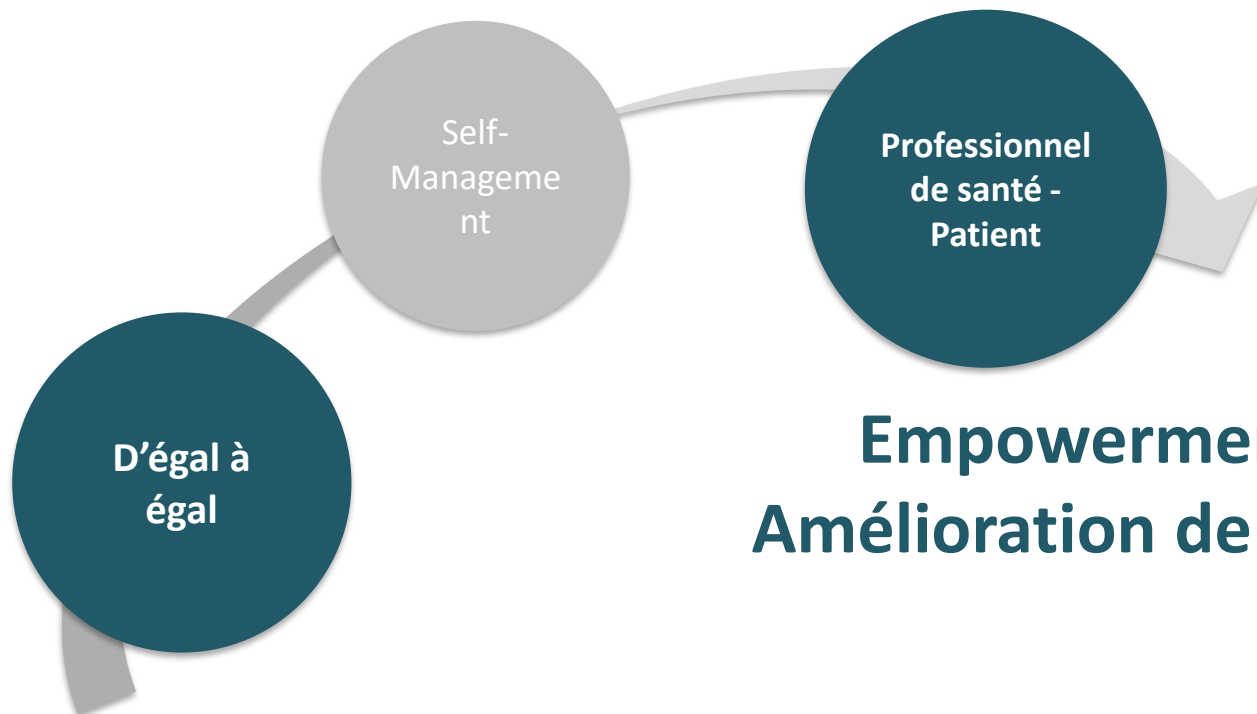 Self-
Manageme
nt
Professionnel
de santé -
Patient
D’égal à
égal
Empowermen
Amélioration de